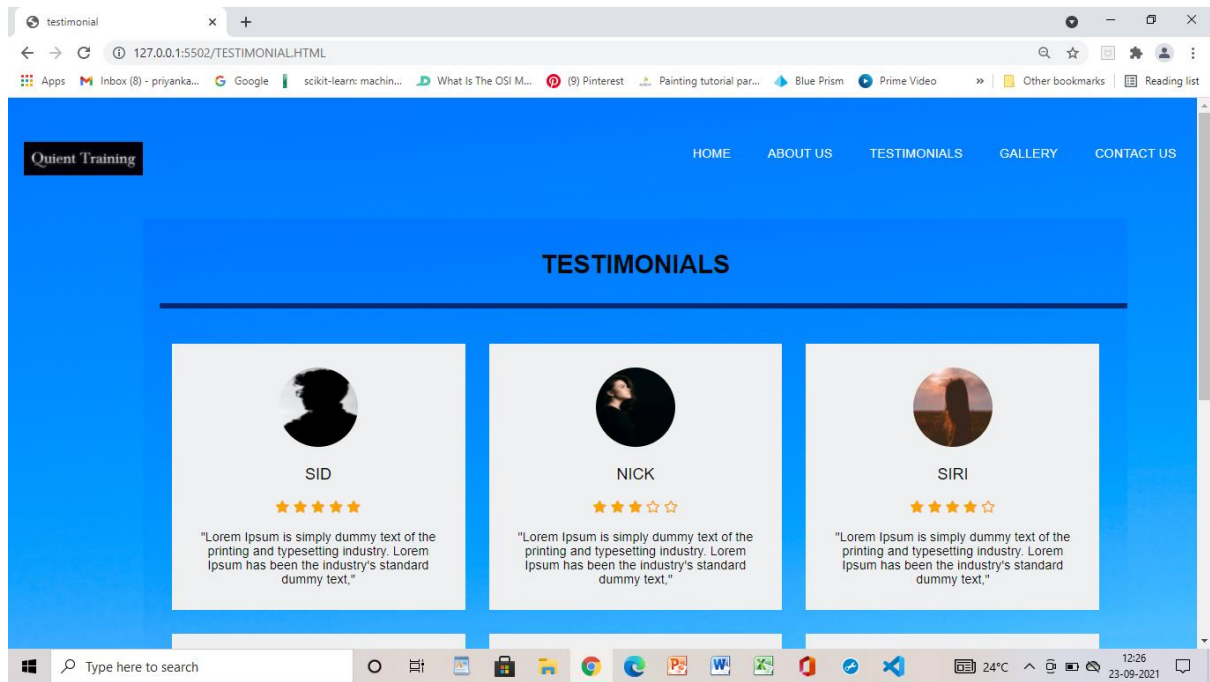 testimonial
127.0.0.1:5502/TESTIMONIAL.HTML
Apps Inbox (8) - priyanka... Google scikit-learn: machin... What Is The OSI M... (9) Pinterest Painting tutorial par... Blue Prism Prime Video » Other bookmarks Reading list
Quient Training
HOME ABOUT US TESTIMONIALS GALLERY CONTACT US
TESTIMONIALS
SID
"Lorem Ipsum is simply dummy text of the
printing and typesetting industry. Lorem
Ipsum has been the industry's standard
dummy text,"
NICK
"Lorem Ipsum is simply dummy text of the
printing and typesetting industry. Lorem
Ipsum has been the industry's standard
dummy text,"
SIRI
"Lorem Ipsum is simply dummy text of the
printing and typesetting industry. Lorem
Ipsum has been the industry's standard
dummy text,"
Type here to search
24°C
12:26
23-09-2021